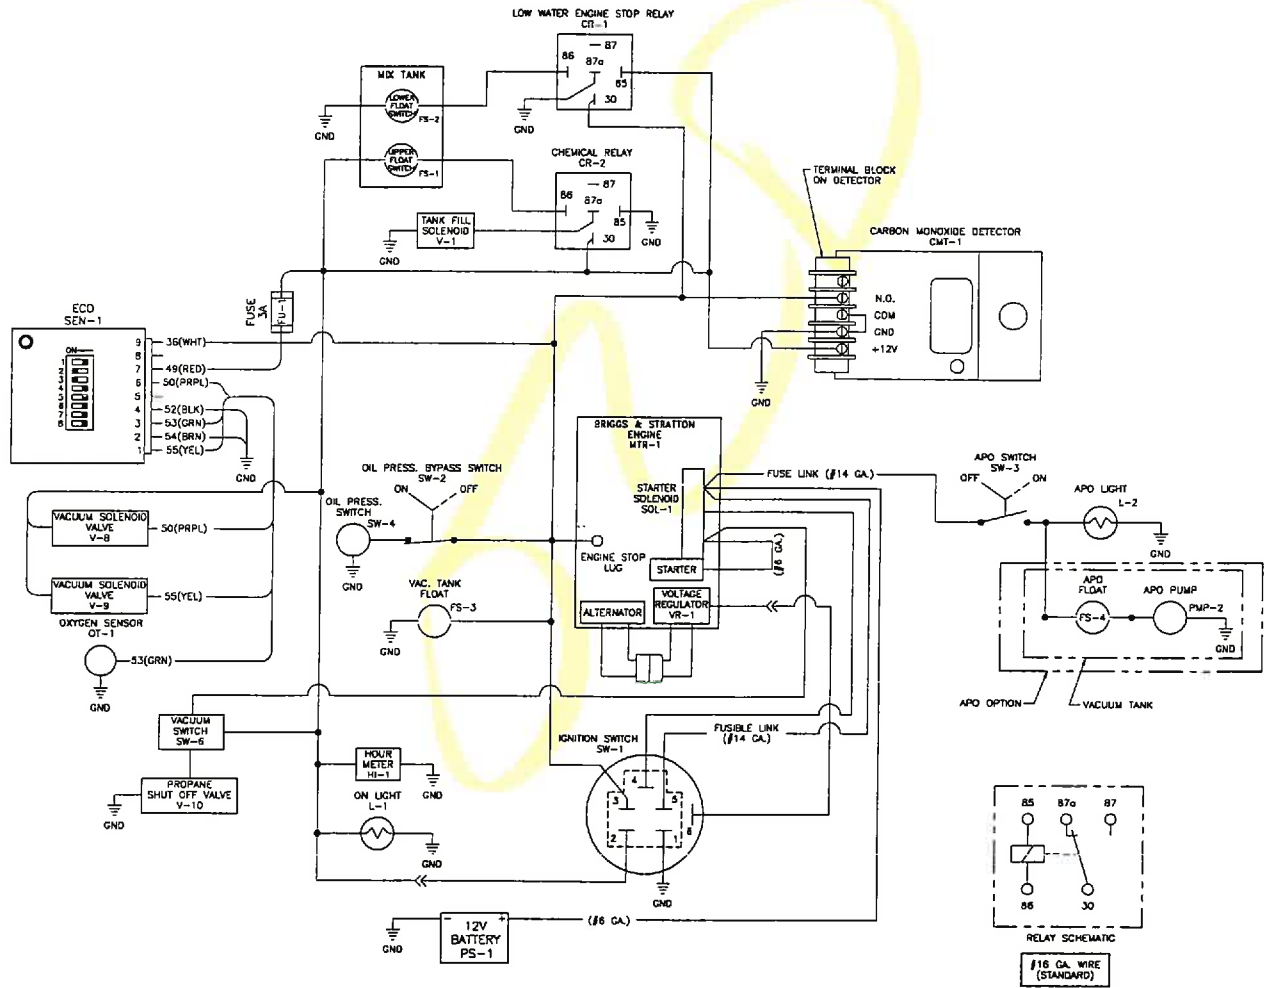 LOW WATER ENGINE STOP RELAY
CR-1
87
86
87a
85
30
MIX TANK
LOWER
FLOAT
SWITCH
FS-2
GND
GND
UPPER
FLOAT
SWITCH
FS-1
CHEMICAL RELAY
CR-2
87
86
87a
85
30
GND
TANK FILL
SOLENOID
V-1
GND
TERMINAL BLOCK
ON DETECTOR
CARBON MONOXIDE DETECTOR
CMT-1
N.O.
COM
GND
+12V
GND
FUSE
3A
FU-1
ECO
SEN-1
ON
1
2
3
4
5
6
7
8
9
8
7
6
5
4
3
2
1
36(WHT)
49(RED)
50(PRPL)
52(BLK)
53(GRN)
54(BRN)
55(YEL)
GND
BRIGGS & STRATTON
ENGINE
MTR-1
STARTER
SOLENOID
SOL-1
ENGINE STOP
LUG
STARTER
(#6 GA.)
ALTERNATOR
VOLTAGE
REGULATOR
VR-1
FUSE LINK (#14 GA.)
APO SWITCH
SW-3
OFF
ON
APO LIGHT
L-2
GND
OIL PRESS. BYPASS SWITCH
SW-2
ON
OFF
OIL PRESS.
SWITCH
SW-4
GND
VACUUM SOLENOID
VALVE
V-8
50(PRPL)
VACUUM SOLENOID
VALVE
V-9
55(YEL)
OXYGEN SENSOR
OT-1
53(GRN)
GND
VAC. TANK
FLOAT
FS-3
GND
APO
FLOAT
FS-4
APO PUMP
PMP-2
GND
APO OPTION
VACUUM TANK
VACUUM
SWITCH
SW-6
PROPANE
SHUT OFF VALVE
V-10
GND
HOUR
METER
HI-1
GND
ON LIGHT
L-1
GND
IGNITION SWITCH
SW-1
FUSIBLE LINK
(#14 GA.)
4
3
5
2
1
6
GND
12V
BATTERY
PS-1
-
+
GND
(#6 GA.)
85
87a
87
86
30
RELAY SCHEMATIC
#16 GA. WIRE
(STANDARD)